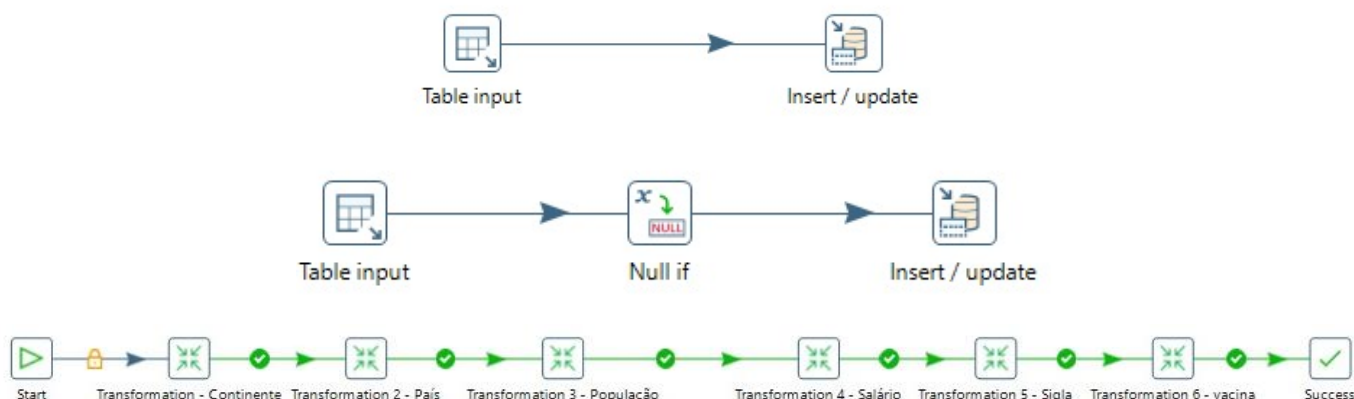 Table input Insert / update
x
NULL
Table input Null if Insert / update
Start Transformation - Continente Transformation 2 - País Transformation 3 - População Transformation 4 - Salário Transformation 5 - Sigla Transformation 6 - vacina Success